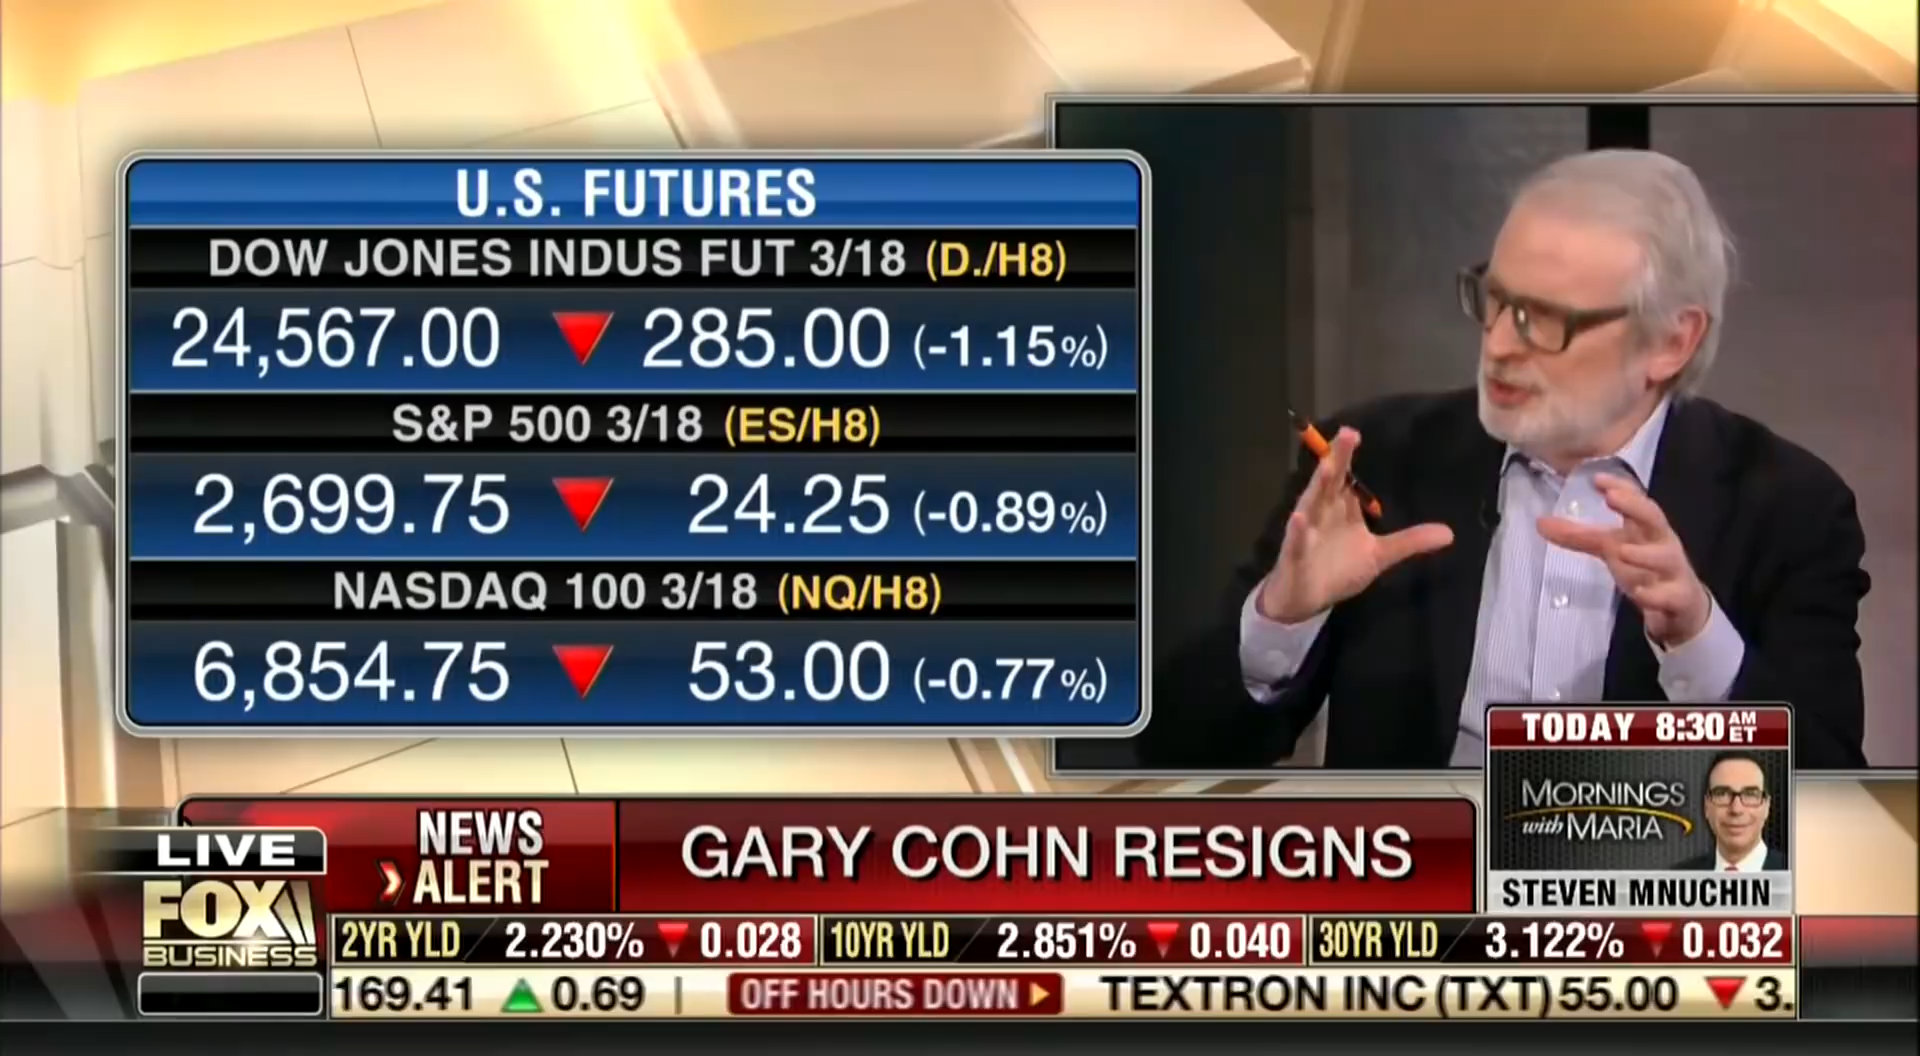 U.S. FUTURES
DOW JONES INDUS FUT 3/18 (D./H8)
24,567.00 ▼ 285.00 (-1.15%)
S&P 500 3/18 (ES/H8)
2,699.75 ▼ 24.25 (-0.89%)
NASDAQ 100 3/18 (NQ/H8)
6,854.75 ▼ 53.00 (-0.77%)
TODAY 8:30 AM ET
MORNINGS
with MARIA
STEVEN MNUCHIN
NEWS
ALERT
GARY COHN RESIGNS
LIVE
FOX
BUSINESS
2YR YLD 2.230% ▼ 0.028 10YR YLD 2.851% ▼ 0.040 30YR YLD 3.122% ▼ 0.032
169.41 ▲ 0.69 | OFF HOURS DOWN TEXTRON INC (TXT) 55.00 ▼ 3.